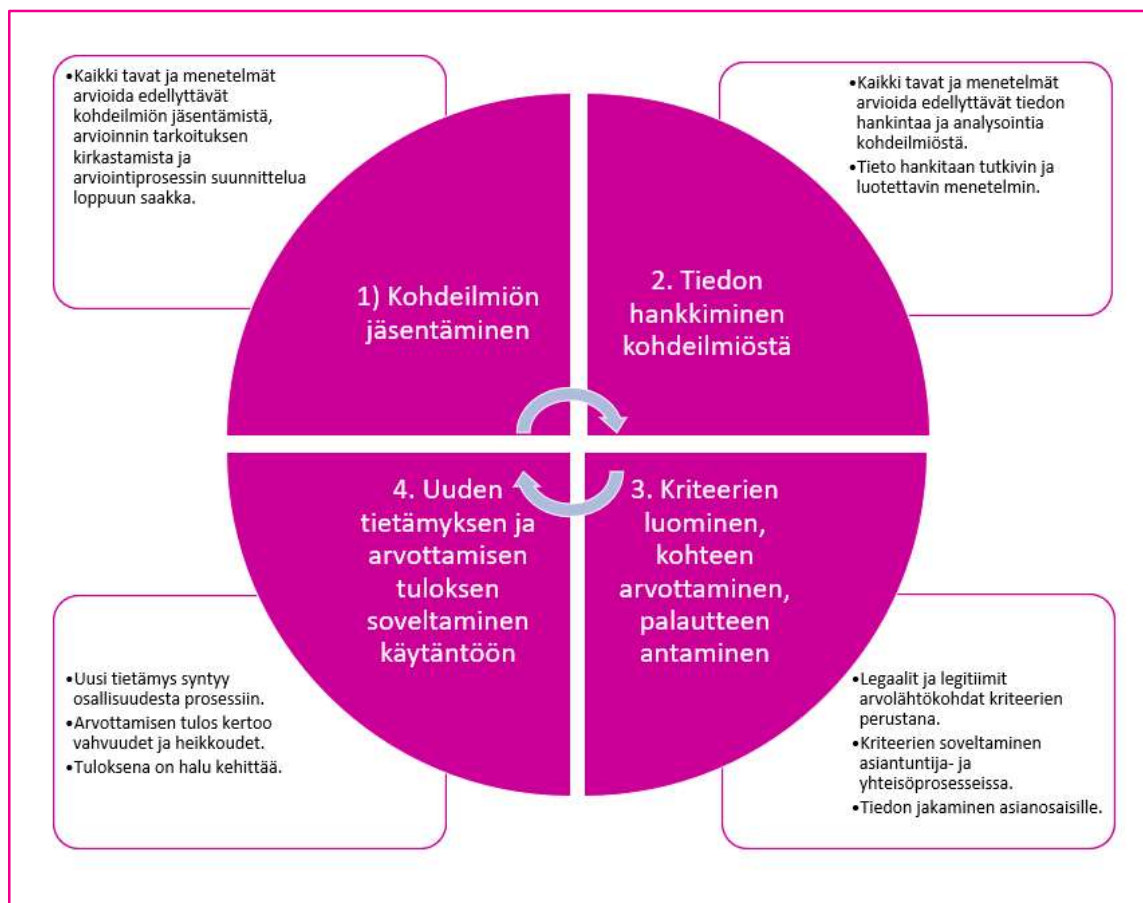 •Kaikki tavat ja menetelmät
arvioida edellyttävät
kohdeilmiön jäsentämistä,
arvioinnin tarkoituksen
kirkastamista ja
arviointiprosessin suunnittelua
loppuun saakka.
•Kaikki tavat ja menetelmät
arvioida edellyttävät tiedon
hankintaa ja analysointia
kohdeilmiöstä.
•Tieto hankitaan tutkivin ja
luotettavin menetelmin.
1) Kohdeilmiön
jäsentäminen
2. Tiedon
hankkiminen
kohdeilmiöstä
4. Uuden
tietämyksen ja
arvottamisen
tuloksen
soveltaminen
käytäntöön
3. Kriteerien
luominen,
kohteen
arvottaminen,
palautteen
antaminen
•Uusi tietämys syntyy
osallisuudesta prosessiin.
•Arvottamisen tulos kertoo
vahvuudet ja heikkoudet.
•Tuloksena on halu kehittää.
•Legaalit ja legitiimit
arvolähtökohdat kriteerien
perustana.
•Kriteerien soveltaminen
asiantuntija- ja
yhteisöprosesseissa.
•Tiedon jakaminen asianosaisille.